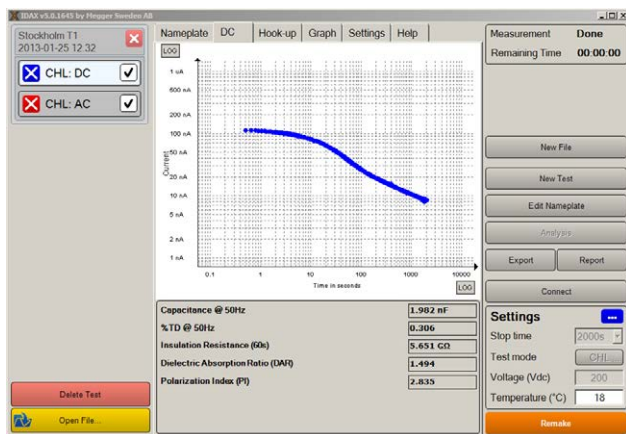 IDAX v5.0.1645 by Megger Sweden AB
Stockholm T1
2013-01-25 12.32
CHL: DC
CHL: AC
Delete Test
Open File...
Nameplate DC Hook-up Graph Settings Help
LOG
1 uA
500 nA
200 nA
100 nA
50 nA
20 nA
10 nA
5 nA
2 nA
1 nA
Current
0.1 1 10 100 1000 10000
Time in seconds
LOG
Capacitance @ 50Hz 1.982 nF
%TD @ 50Hz 0.306
Insulation Resistance (60s) 5.651 GΩ
Dielectric Absorption Ratio (DAR) 1.494
Polarization Index (PI) 2.835
Measurement Done
Remaining Time 00:00:00
New File
New Test
Edit Nameplate
Analysis
Export Report
Connect
Settings ...
Stop time 2000s
Test mode CHL
Voltage (Vdc) 200
Temperature (°C) 18
Remake